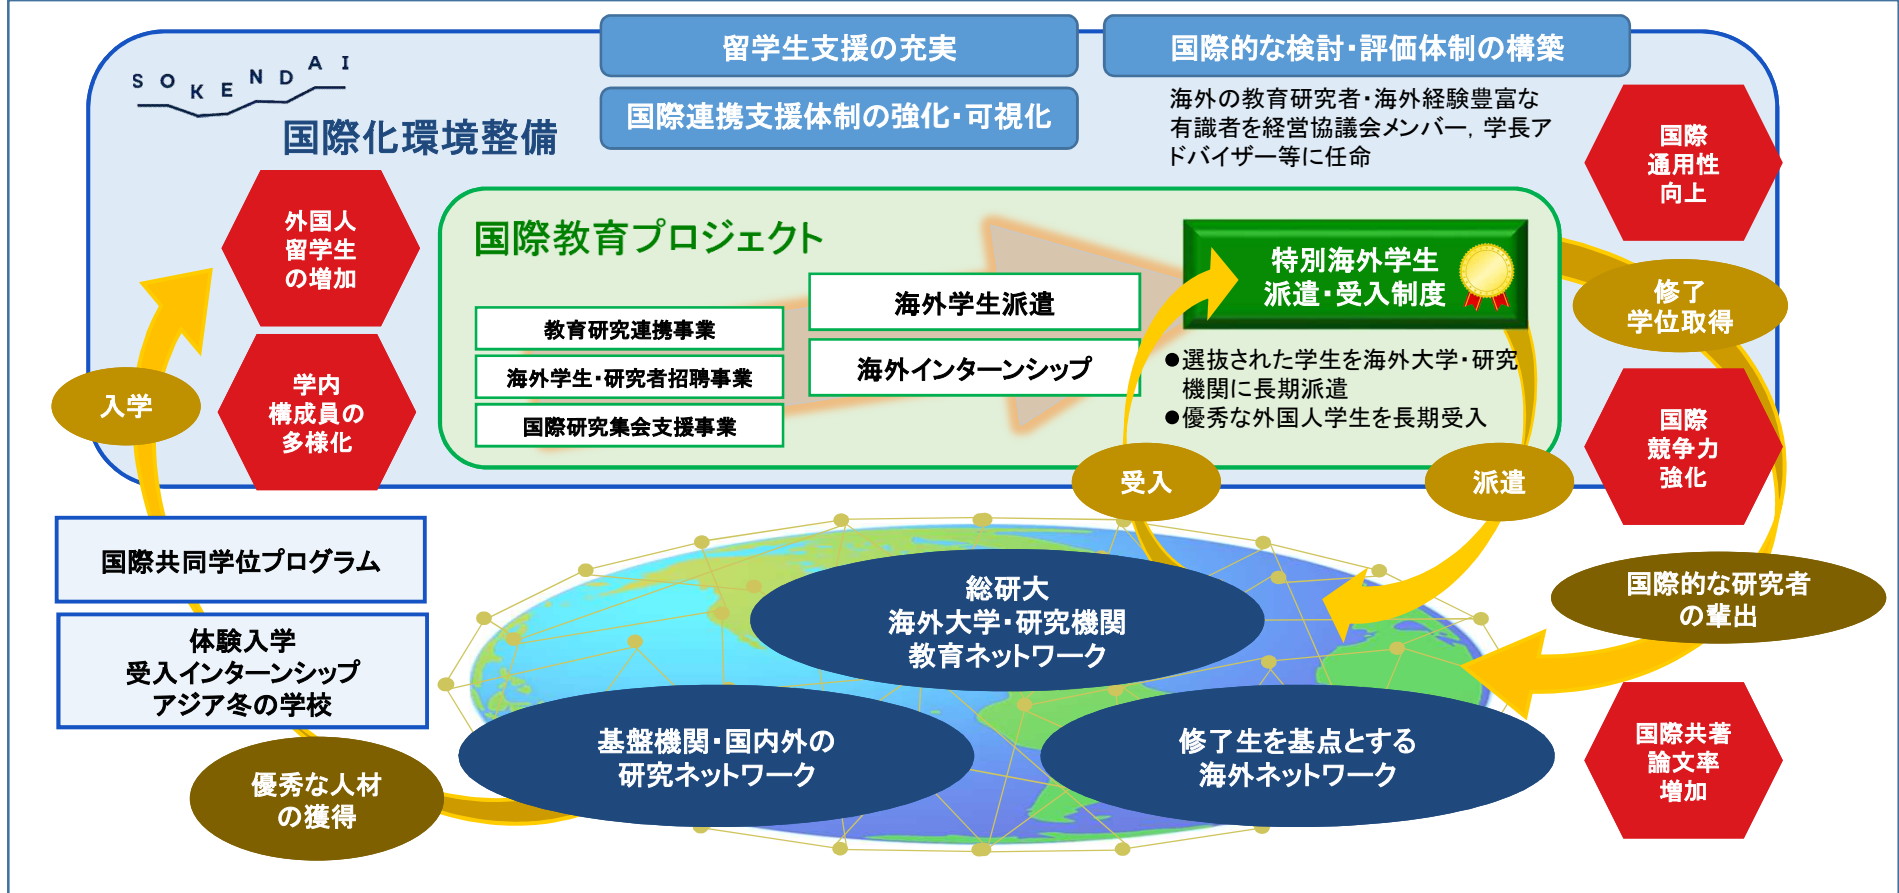 留学生支援の充実
国際的な検討・評価体制の構築
SOKENDAI
国際化環境整備
国際連携支援体制の強化・可視化
海外の教育研究者・海外経験豊富な
有識者を経営協議会メンバー，学長ア
ドバイザー等に任命
国際
通用性
向上
外国人
留学生
の増加
国際教育プロジェクト
特別海外学生
派遣・受入制度
修了
学位取得
海外学生派遣
教育研究連携事業
海外インターンシップ
海外学生・研究者招聘事業
国際研究集会支援事業
●選抜された学生を海外大学・研究
機関に長期派遣
●優秀な外国人学生を長期受入
入学
学内
構成員の
多様化
国際
競争力
強化
受入
派遣
国際共同学位プログラム
体験入学
受入インターンシップ
アジア冬の学校
総研大
海外大学・研究機関
教育ネットワーク
国際的な研究者
の輩出
基盤機関・国内外の
研究ネットワーク
修了生を基点とする
海外ネットワーク
優秀な人材
の獲得
国際共著
論文率
増加